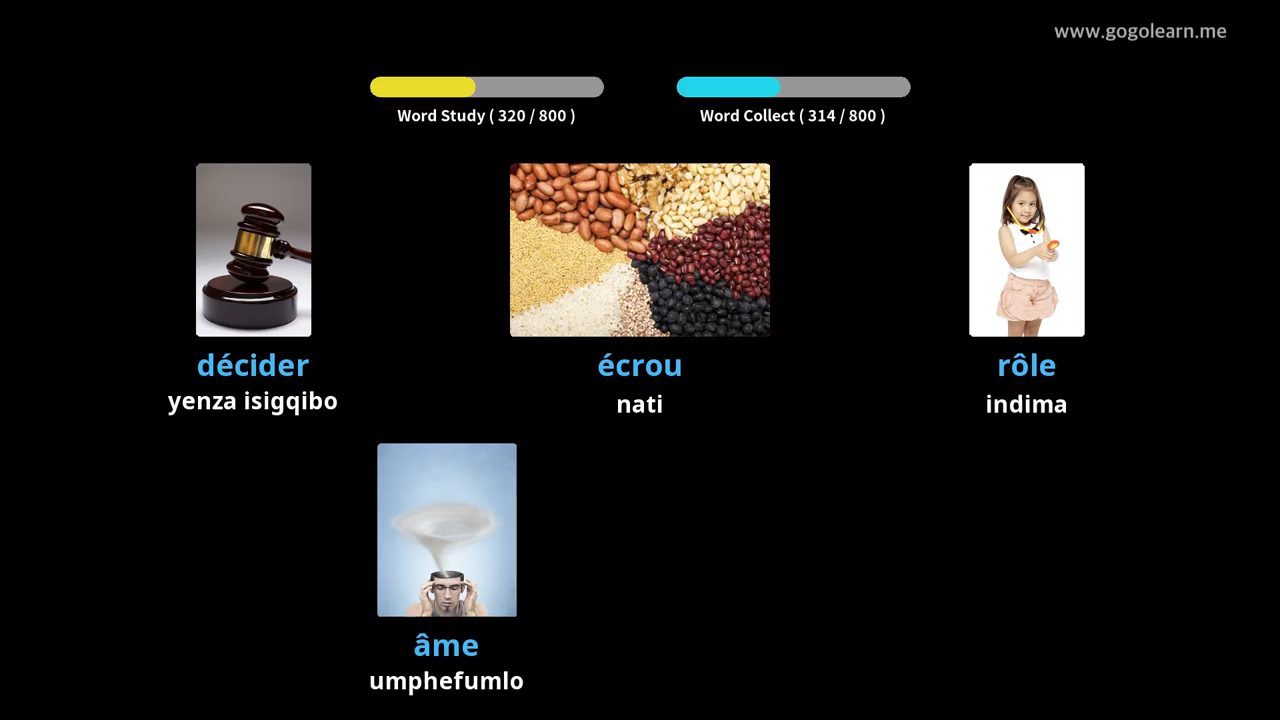 www.gogolearn.me
Word Study ( 320 / 800 )
Word Collect ( 314 / 800 )
décider
yenza isigqibo
écrou
nati
rôle
indima
âme
umphefumlo